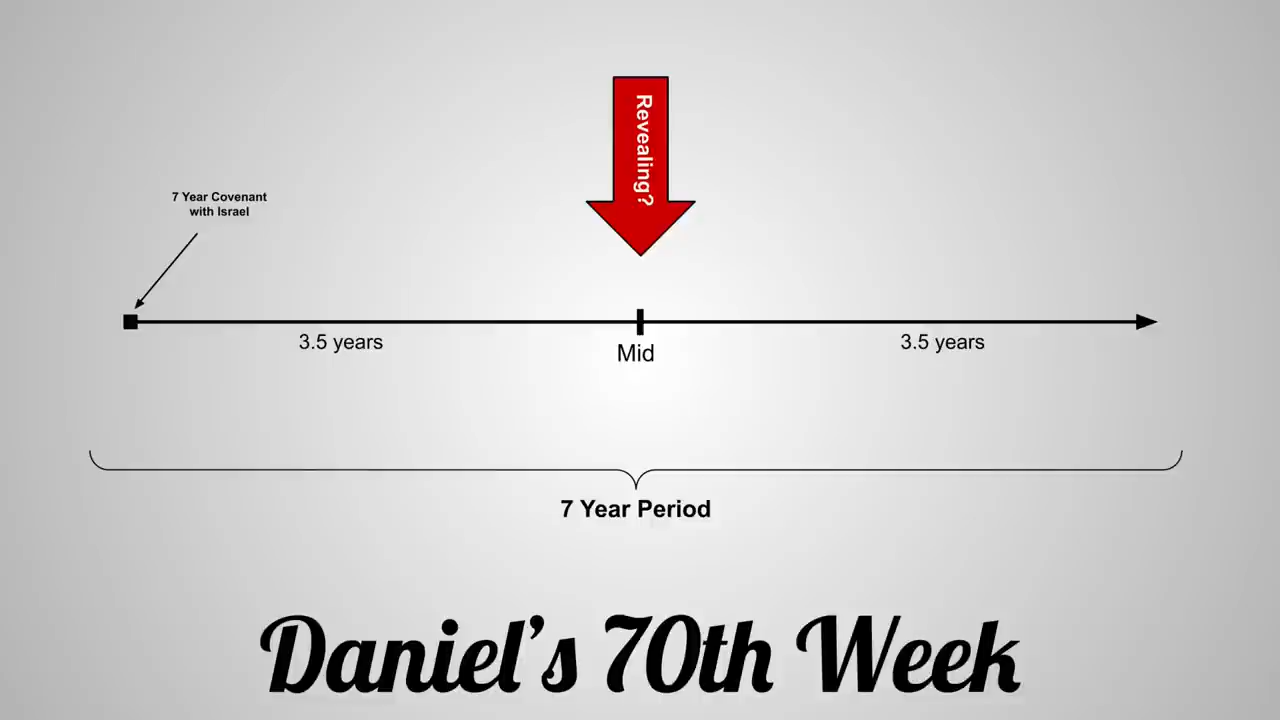 Revealing?
7 Year Covenant
with Israel
3.5 years
Mid
3.5 years
7 Year Period
Daniel's 70th Week